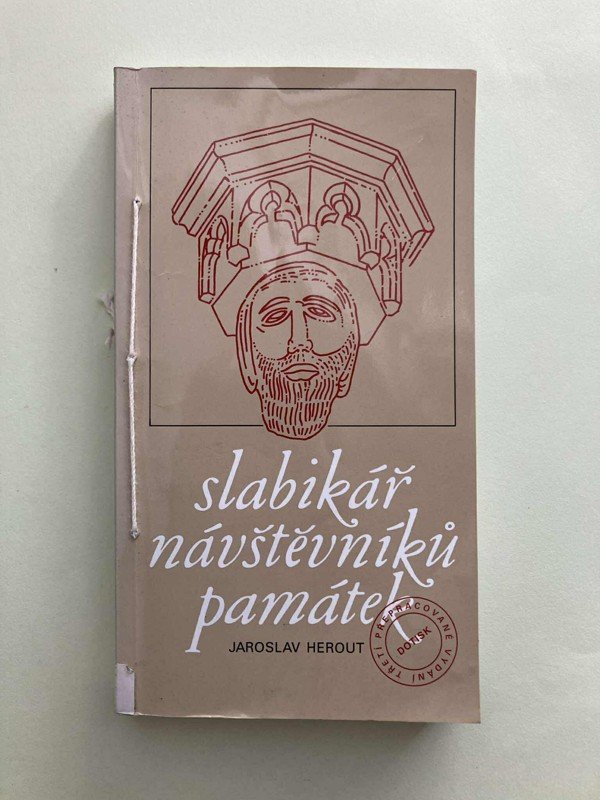 slabikář
návštěvníků
památek
JAROSLAV HEROUT
TŘETÍ PŘEPRACOVANÉ VYDÁNÍ
DOTISK